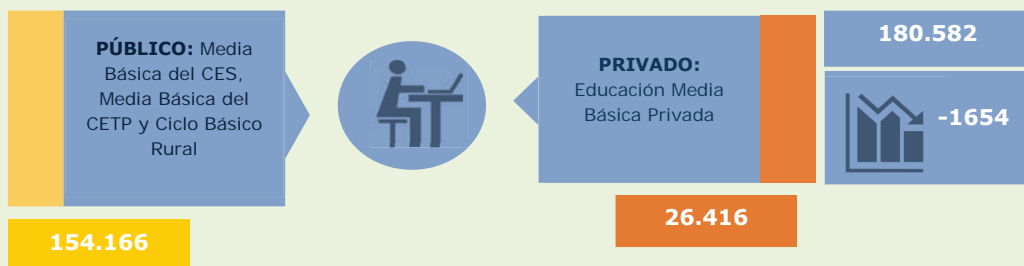 PÚBLICO: Media
Básica del CES,
Media Básica del
CETP y Ciclo Básico
Rural
154.166
PRIVADO:
Educación Media
Básica Privada
26.416
180.582
-1654